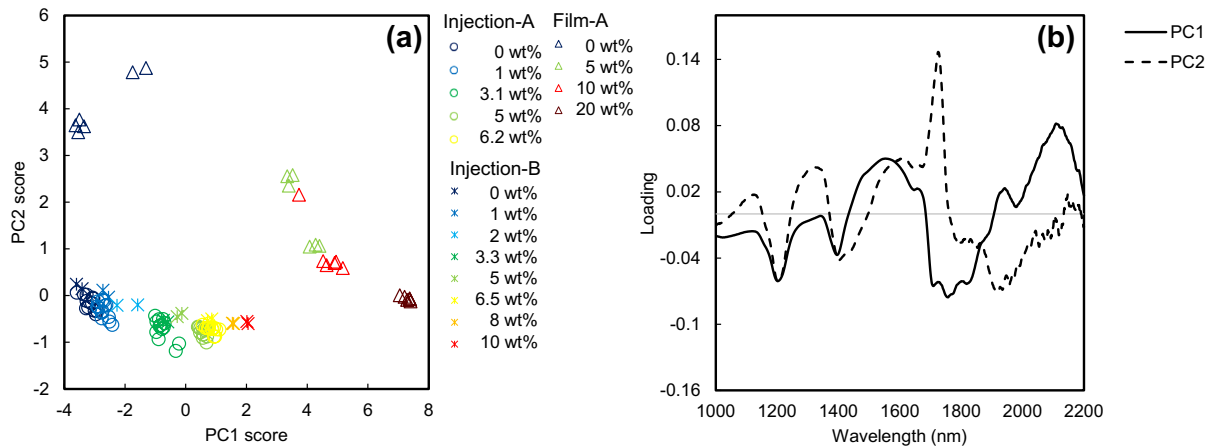 (a)
PC2 score
6
5
4
3
2
1
0
-1
-2
-4
-2
0
2
4
6
8
PC1 score
Injection-A
0 wt%
1 wt%
3.1 wt%
5 wt%
6.2 wt%
Injection-B
0 wt%
1 wt%
2 wt%
3.3 wt%
5 wt%
6.5 wt%
8 wt%
10 wt%
Film-A
0 wt%
5 wt%
10 wt%
20 wt%
(b)
Loading
0.14
0.08
0.02
-0.04
-0.1
-0.16
1000
1200
1400
1600
1800
2000
2200
Wavelength (nm)
PC1
PC2